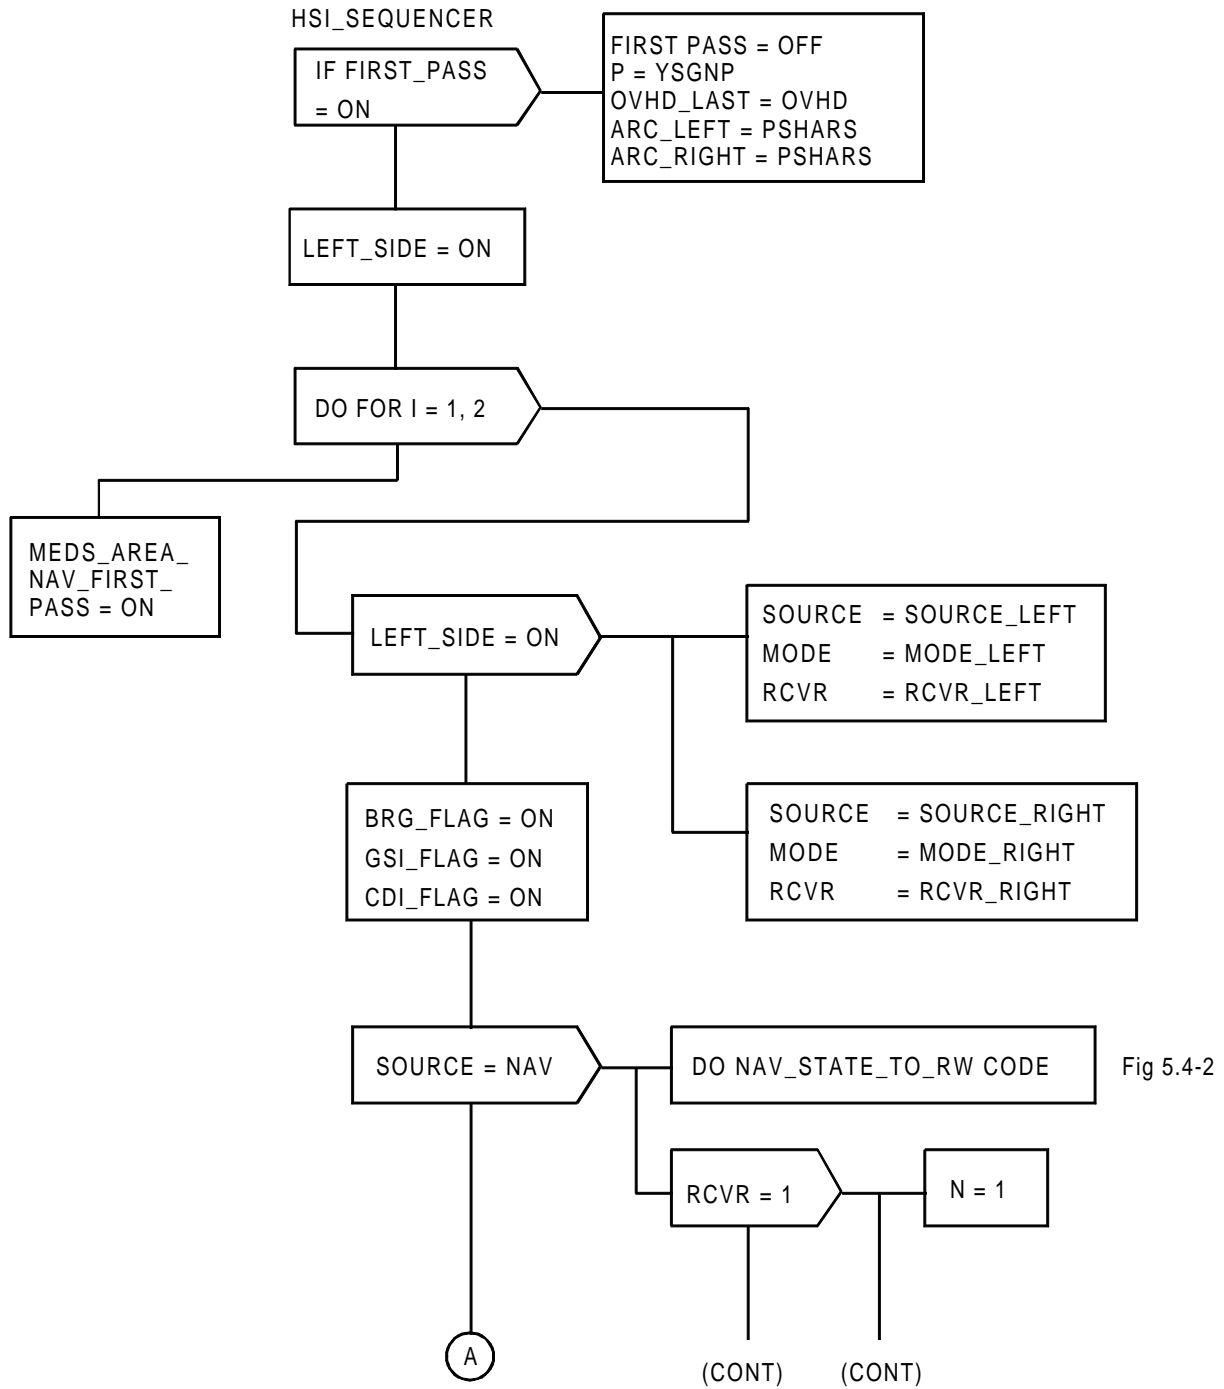 HSI_SEQUENCER
IF FIRST_PASS
= ON
FIRST PASS = OFF
P = YSGNP
OVHD_LAST = OVHD
ARC_LEFT = PSHARS
ARC_RIGHT = PSHARS
LEFT_SIDE = ON
DO FOR I = 1, 2
MEDS_AREA_
NAV_FIRST_
PASS = ON
LEFT_SIDE = ON
SOURCE = SOURCE_LEFT
MODE = MODE_LEFT
RCVR = RCVR_LEFT
BRG_FLAG = ON
GSI_FLAG = ON
CDI_FLAG = ON
SOURCE = SOURCE_RIGHT
MODE = MODE_RIGHT
RCVR = RCVR_RIGHT
SOURCE = NAV
DO NAV_STATE_TO_RW CODE
Fig 5.4-2
RCVR = 1
N = 1
A
(CONT)
(CONT)